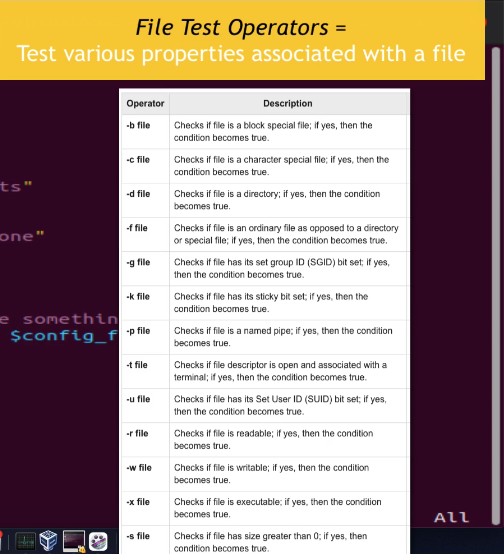 File Test Operators =
Test various properties associated with a file
Operator Description
-b file Checks if file is a block special file; if yes, then the
condition becomes true.
-c file Checks if file is a character special file; if yes, then the
condition becomes true.
-d file Checks if file is a directory; if yes, then the condition
becomes true.
ts"
-f file Checks if file is an ordinary file as opposed to a directory
or special file; if yes, then the condition becomes true.
one"
-g file Checks if file has its set group ID (SGID) bit set; if yes,
then the condition becomes true.
-k file Checks if file has its sticky bit set; if yes, then the
condition becomes true.
e somethin
$config_f
-p file Checks if file is a named pipe; if yes, then the condition
becomes true.
-t file Checks if file descriptor is open and associated with a
terminal; if yes, then the condition becomes true.
-u file Checks if file has its Set User ID (SUID) bit set; if yes,
then the condition becomes true.
-r file Checks if file is readable; if yes, then the condition
becomes true.
-w file Checks if file is writable; if yes, then the condition
becomes true.
-x file Checks if file is executable; if yes, then the condition
becomes true.
All
-s file Checks if file has size greater than 0; if yes, then
condition becomes true.